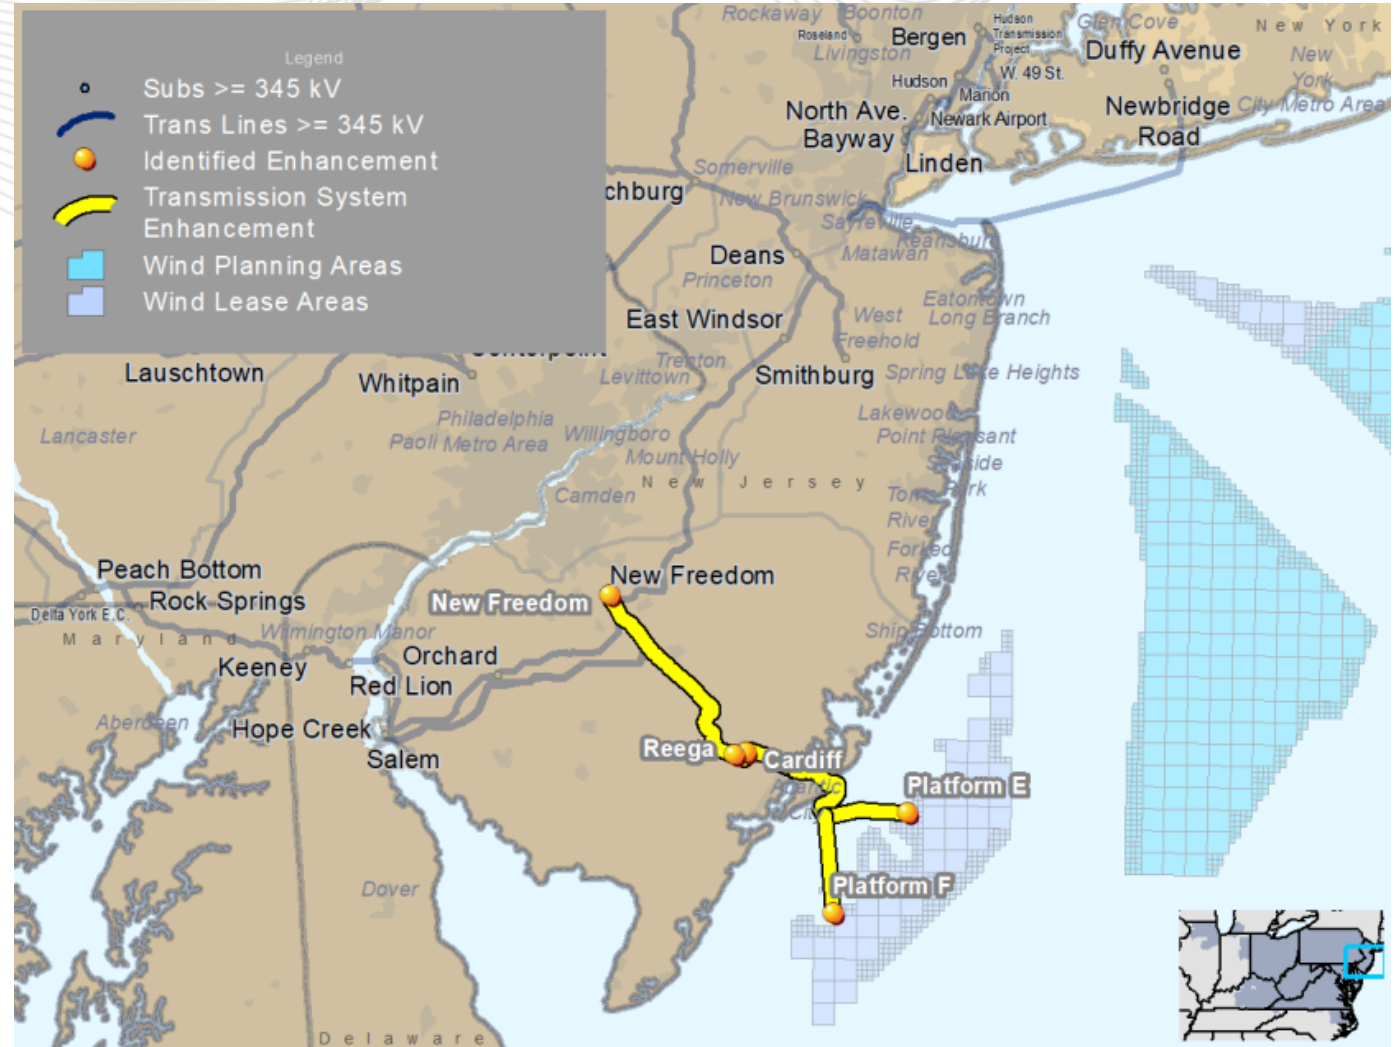 Legend
Subs >= 345 kV
Trans Lines >= 345 kV
Identified Enhancement
Transmission System
Enhancement
Wind Planning Areas
Wind Lease Areas
Rockaway
Boonton
Roseland
Livingston
Bergen
Hudson
Transmission
Project
Glen Cove
New York
Duffy Avenue
New
York
City Metro Area
W. 49 St.
Hudson
Marion
North Ave.
Newark Airport
Bayway
Newbridge
Road
Linden
Somerville
chburg
New Brunswick
Sayreville
Keansburg
Matawan
Deans
Princeton
Eatontown
Long Branch
East Windsor
West
Freehold
Trenton
Levittown
Smithburg
Spring Lake Heights
Lauschtown
Whitpain
Lakewood
Point Pleasant
Philadelphia
Paoli
Metro Area
Willingboro
Mount Holly
Lancaster
Seaside
Park
New Jersey
Camden
Toms
River
Forked
River
Peach Bottom
Rock Springs
Delta York E.C.
Maryland
Wilmington Manor
New Freedom
New Freedom
Ship Bottom
Keeney
Orchard
Red Lion
Aberdeen
Hope Creek
Salem
Reega
Cardiff
Atlantic
City
Platform E
Platform F
Dover
Delaware